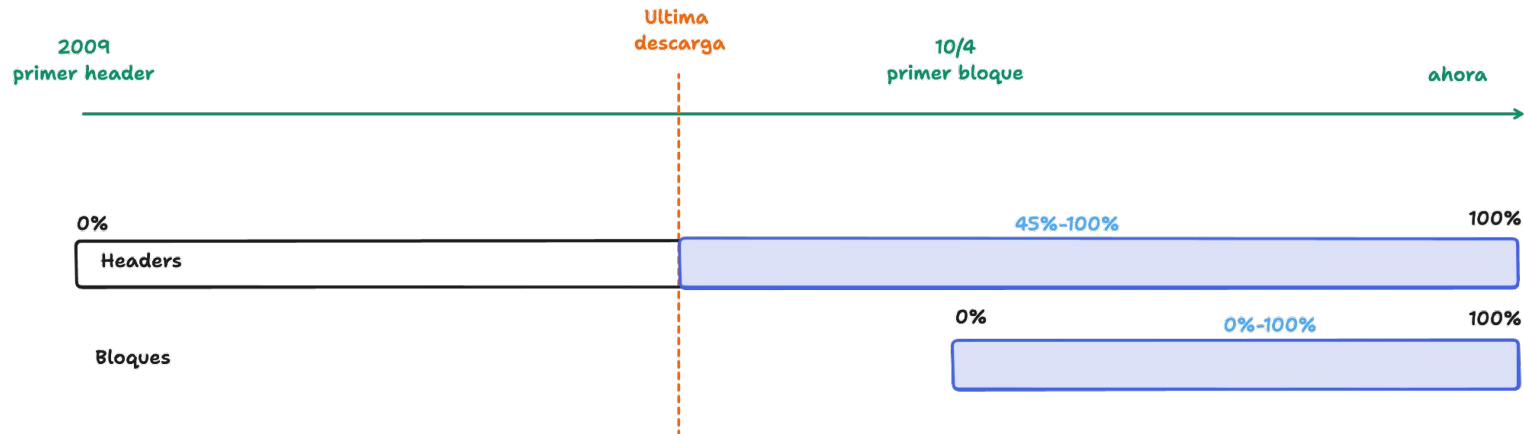 Ultima
descarga
2009
primer header
10/4
primer bloque
ahora
0%
45%-100%
100%
Headers
0%
0%-100%
100%
Bloques